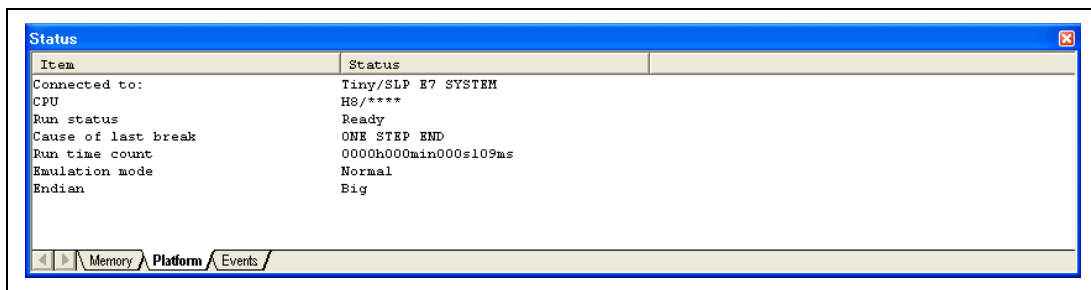 Status
Item Status
Connected to: Tiny/SLP E7 SYSTEM
CPU H8/****
Run status Ready
Cause of last break ONE STEP END
Run time count 0000h000min000s109ms
Emulation mode Normal
Endian Big
Memory Platform Events